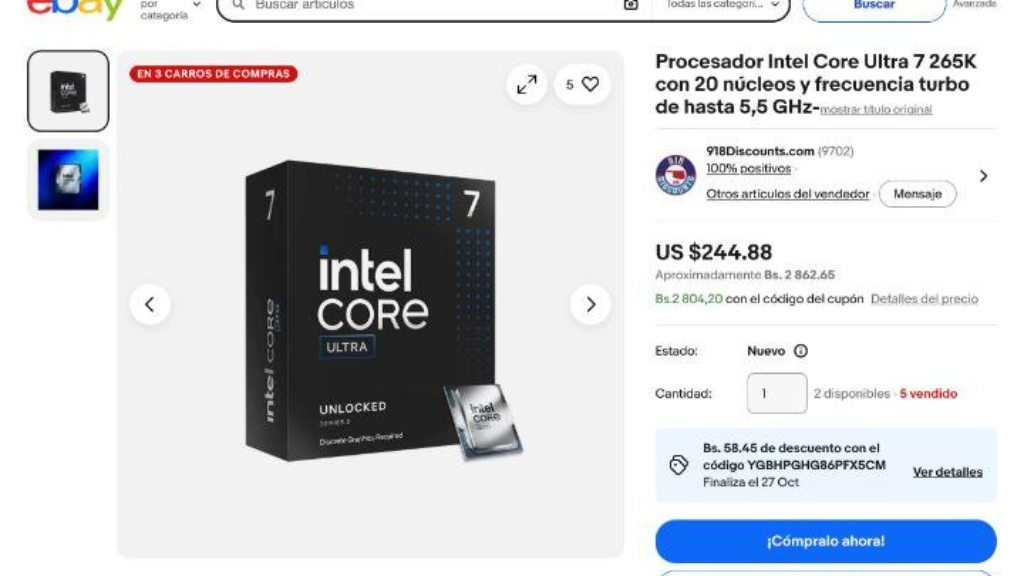 ebay
por
categoría
Buscar artículos
Todas las categorí...
Buscar
Avanzada
EN 3 CARROS DE COMPRAS
5
7
7
intel
CORE
ULTRA
intel CORE
UNLOCKED
Discrete Graphics Required
intel
CORE
Procesador Intel Core Ultra 7 265K
con 20 núcleos y frecuencia turbo
de hasta 5,5 GHz-mostrar título original
918Discounts.com (9702)
100% positivos ·
Otros artículos del vendedor · Mensaje
US $244.88
Aproximadamente Bs. 2 862.65
Bs.2 804,20 con el código del cupón Detalles del precio
Estado: Nuevo
Cantidad: 1 2 disponibles · 5 vendido
Bs. 58.45 de descuento con el
código YGBHPGHG86PFX5CM
Finaliza el 27 Oct
Ver detalles
¡Cómpralo ahora!